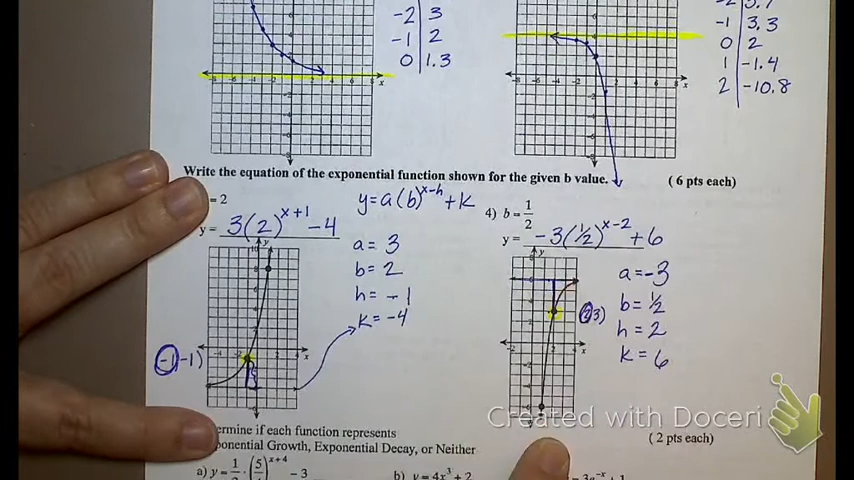 -2 | 3
-1 | 2
0 | 1.3
-1 | 3.3
0 | 2
1 | -1.4
2 | -10.8
Write the equation of the exponential function shown for the given b value. ( 6 pts each)
= 2
y = a(b)^x-h + k
y = 3(2)^x+1 - 4
a = 3
b = 2
h = -1
k = -4
-1, -1)
4) b = 1/2
y = -3(1/2)^x-2 + 6
a = -3
b = 1/2
h = 2
k = 6
2, 3)
Created with Doceri
ermine if each function represents
ponential Growth, Exponential Decay, or Neither
( 2 pts each)
a) y = 1/ · (5/ )^x+4 - 3
b) y = 4x^3 + 2